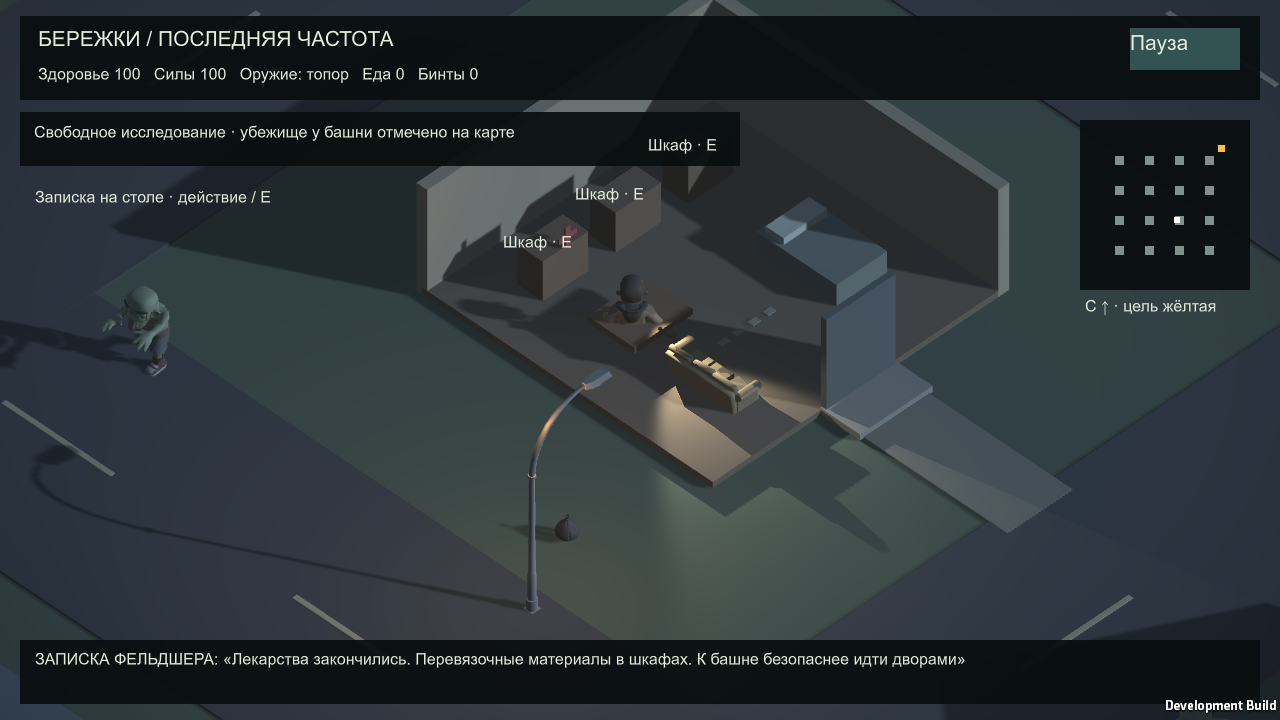 БЕРЕЖКИ / ПОСЛЕДНЯЯ ЧАСТОТА
Пауза
Здоровье 100 Силы 100 Оружие: топор Еда 0 Бинты 0
Свободное исследование · убежище у башни отмечено на карте
Шкаф · E
Записка на столе · действие / E
Шкаф · E
Шкаф · E
С ↑ · цель жёлтая
ЗАПИСКА ФЕЛЬДШЕРА: «Лекарства закончились. Перевязочные материалы в шкафах. К башне безопаснее идти дворами»
Development Build